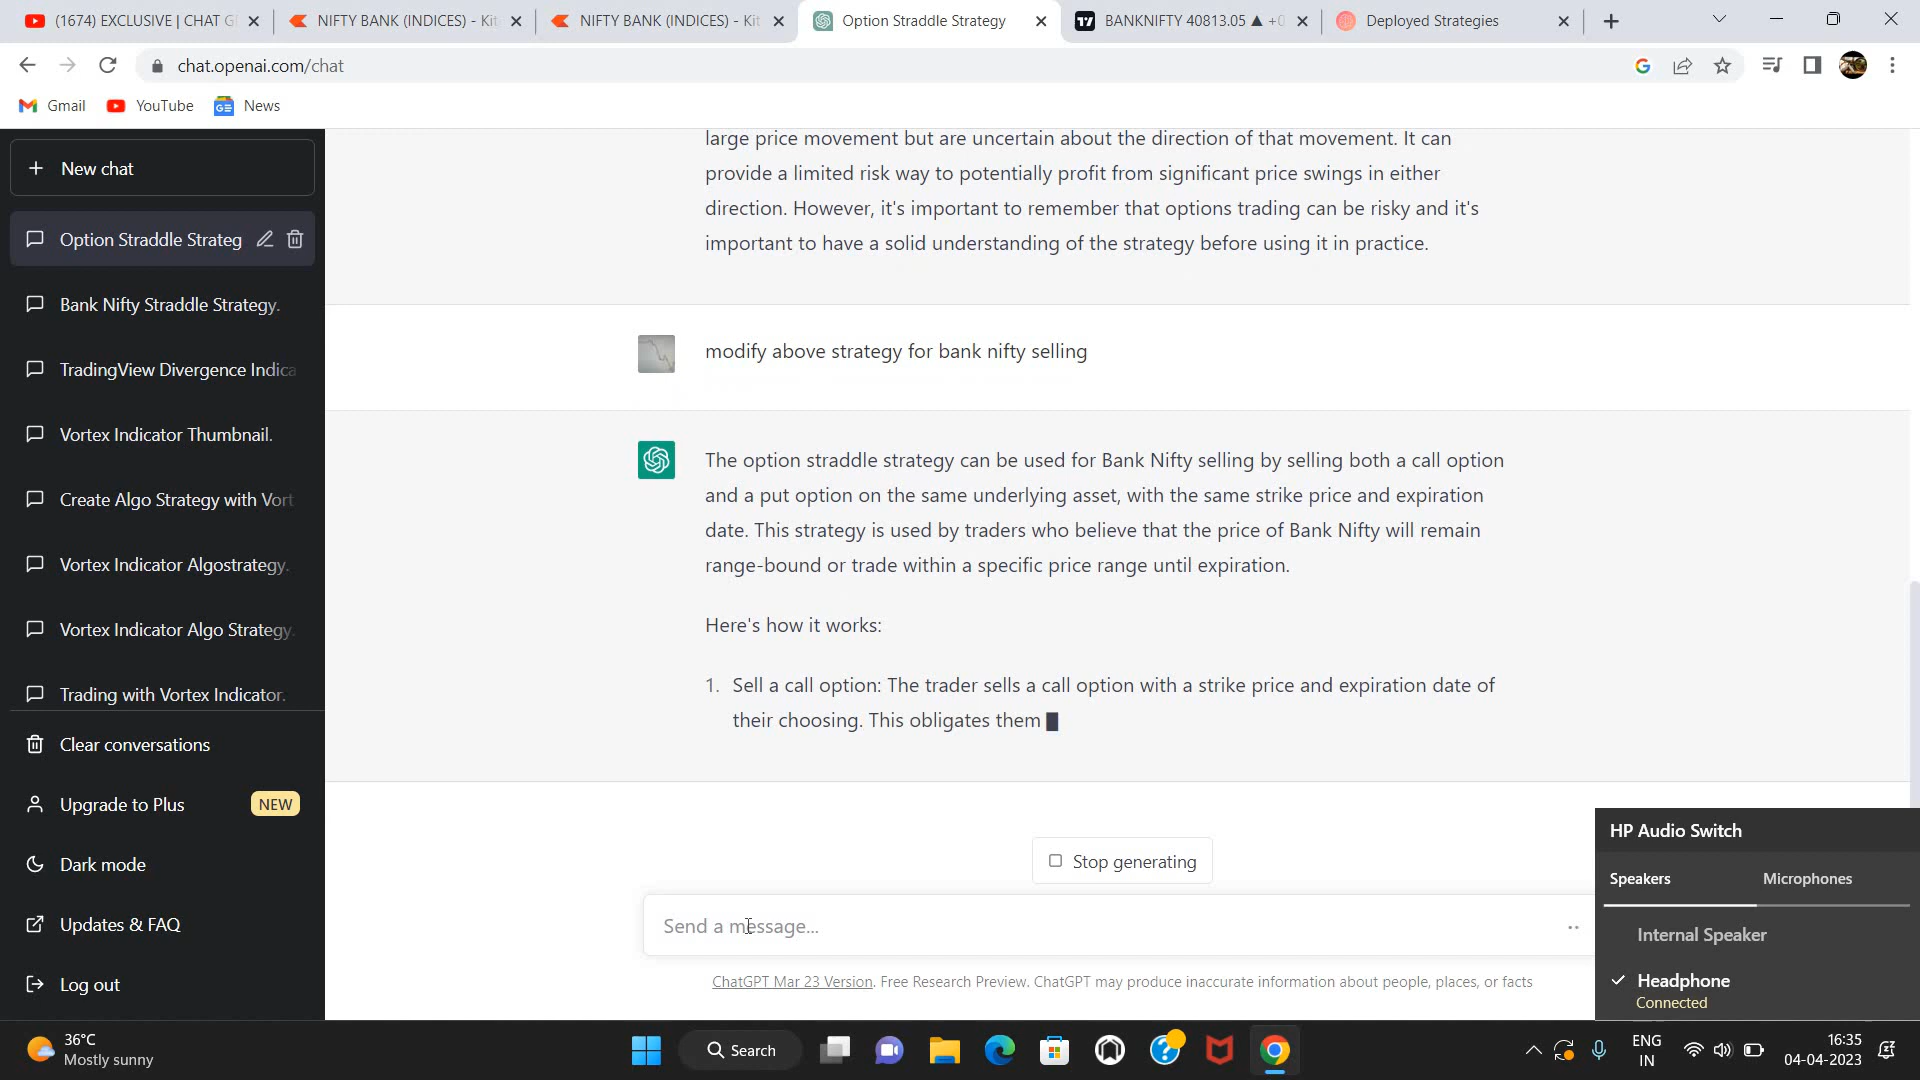 (1674) EXCLUSIVE | CHAT G
NIFTY BANK (INDICES) - Kit
NIFTY BANK (INDICES) - Kit
Option Straddle Strategy
BANKNIFTY 40813.05 ▲ +0
Deployed Strategies
chat.openai.com/chat
Gmail
YouTube
News
New chat
Option Straddle Strateg
Bank Nifty Straddle Strategy.
TradingView Divergence Indica
Vortex Indicator Thumbnail.
Create Algo Strategy with Vort
Vortex Indicator Algostrategy.
Vortex Indicator Algo Strategy.
Trading with Vortex Indicator.
Clear conversations
Upgrade to Plus
NEW
Dark mode
Updates & FAQ
Log out
large price movement but are uncertain about the direction of that movement. It can
provide a limited risk way to potentially profit from significant price swings in either
direction. However, it's important to remember that options trading can be risky and it's
important to have a solid understanding of the strategy before using it in practice.
modify above strategy for bank nifty selling
The option straddle strategy can be used for Bank Nifty selling by selling both a call option
and a put option on the same underlying asset, with the same strike price and expiration
date. This strategy is used by traders who believe that the price of Bank Nifty will remain
range-bound or trade within a specific price range until expiration.
Here's how it works:
1. Sell a call option: The trader sells a call option with a strike price and expiration date of
their choosing. This obligates them
Stop generating
Send a message...
ChatGPT Mar 23 Version. Free Research Preview. ChatGPT may produce inaccurate information about people, places, or facts
HP Audio Switch
Speakers
Microphones
Internal Speaker
Headphone
Connected
36°C
Mostly sunny
Search
ENG
IN
16:35
04-04-2023